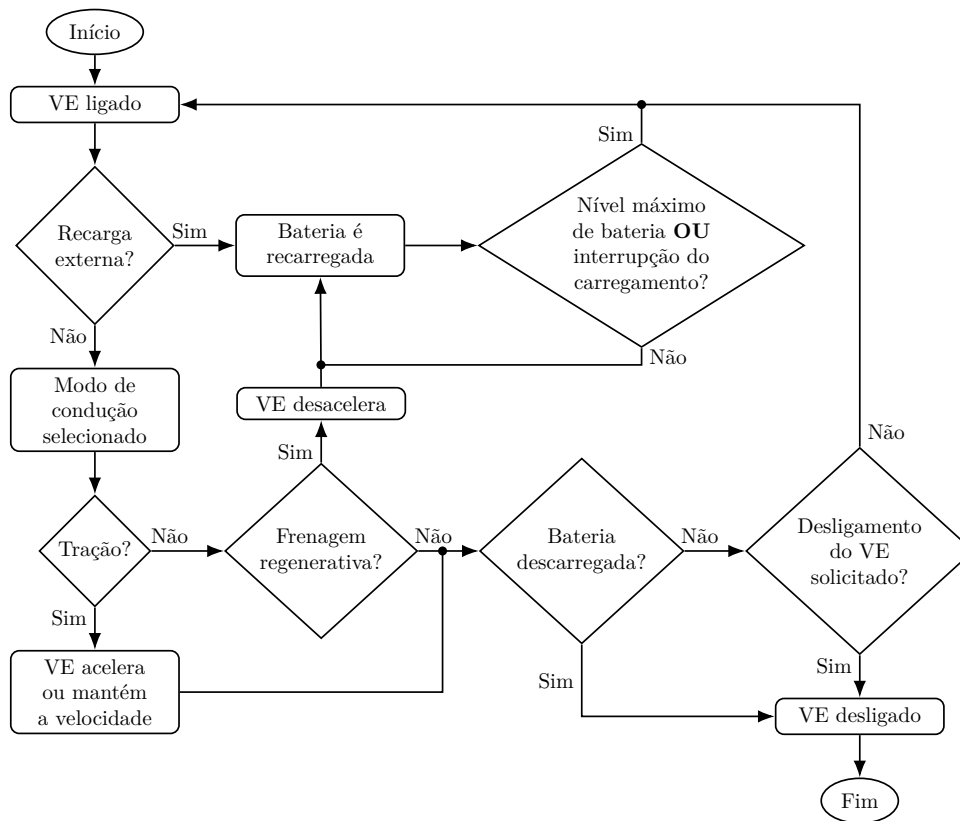 Início
VE ligado
Sim
Nível máximo
de bateria OU
interrupção do
carregamento?
Recarga
externa?
Sim
Bateria é
recarregada
Não
Não
Modo de
condução
selecionado
VE desacelera
Sim
Não
Tração?
Não
Frenagem
regenerativa?
Não
Bateria
descarregada?
Não
Desligamento
do VE
solicitado?
Sim
VE acelera
ou mantém
a velocidade
Sim
Sim
VE desligado
Fim